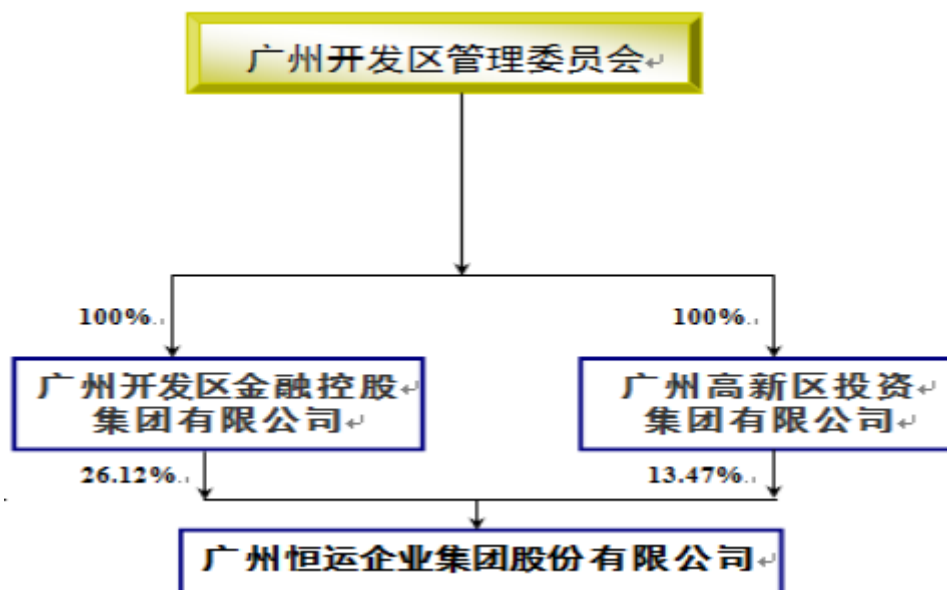 广州开发区管理委员会
100%
100%
广州开发区金融控股
集团有限公司
广州高新区投资
集团有限公司
26.12%
13.47%
广州恒运企业集团股份有限公司